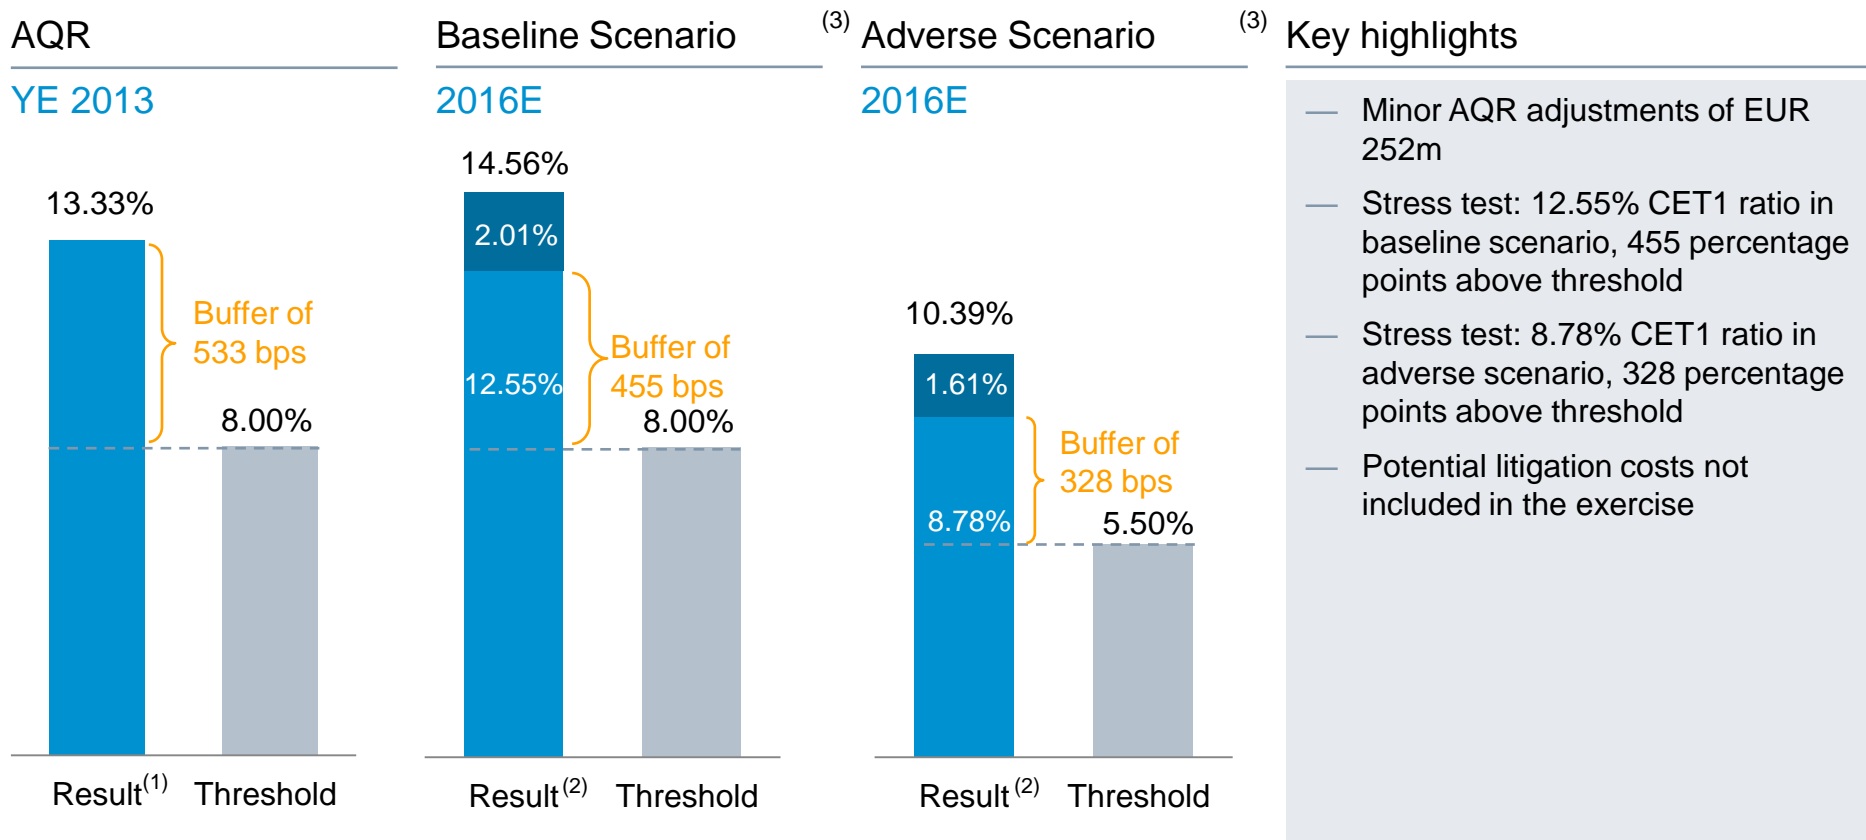 AQR
YE 2013
13.33%
Buffer of
533 bps
8.00%
Result(1)
Threshold
Baseline Scenario (3)
2016E
14.56%
2.01%
12.55%
Buffer of
455 bps
8.00%
Result(2)
Threshold
Adverse Scenario (3)
2016E
10.39%
1.61%
8.78%
Buffer of
328 bps
5.50%
Result(2)
Threshold
Key highlights
— Minor AQR adjustments of EUR
252m
— Stress test: 12.55% CET1 ratio in
baseline scenario, 455 percentage
points above threshold
— Stress test: 8.78% CET1 ratio in
adverse scenario, 328 percentage
points above threshold
— Potential litigation costs not
included in the exercise